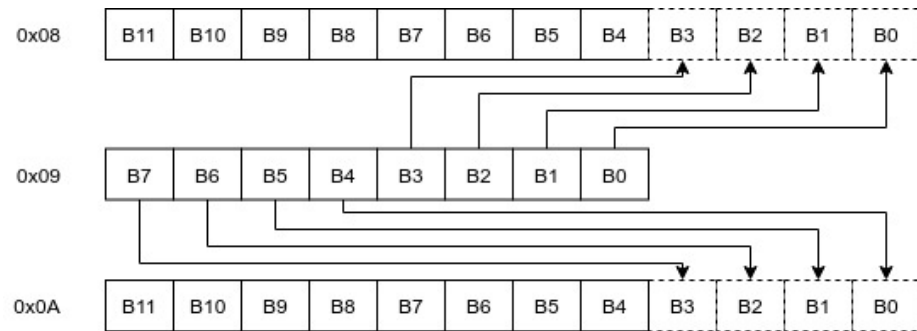 0x08 B11 B10 B9 B8 B7 B6 B5 B4 B3 B2 B1 B0
0x09 B7 B6 B5 B4 B3 B2 B1 B0
0x0A B11 B10 B9 B8 B7 B6 B5 B4 B3 B2 B1 B0